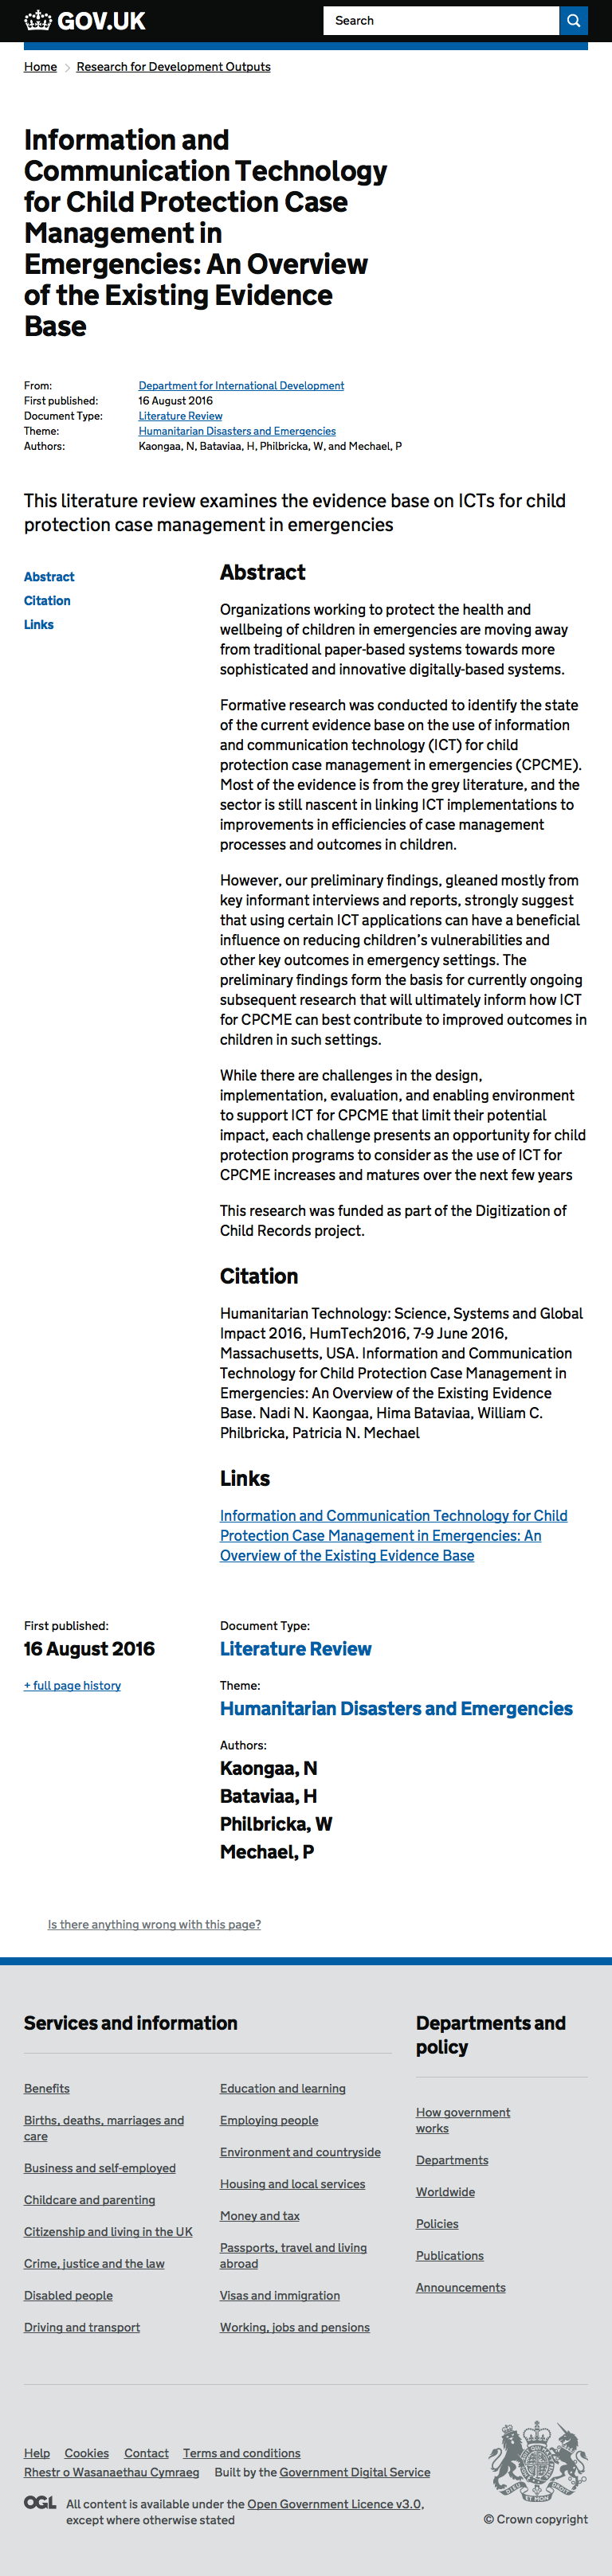 GOV.UK
Search
Home
Research for Development Outputs
Information and
Communication Technology
for Child Protection Case
Management in
Emergencies: An Overview
of the Existing Evidence
Base
From: Department for International Development
First published: 16 August 2016
Document Type: Literature Review
Theme: Humanitarian Disasters and Emergencies
Authors: Kaongaa, N, Bataviaa, H, Philbricka, W, and Mechael, P
This literature review examines the evidence base on ICTs for child
protection case management in emergencies
Abstract
Citation
Links
Abstract
Organizations working to protect the health and
wellbeing of children in emergencies are moving away
from traditional paper-based systems towards more
sophisticated and innovative digitally-based systems.
Formative research was conducted to identify the state
of the current evidence base on the use of information
and communication technology (ICT) for child
protection case management in emergencies (CPCME).
Most of the evidence is from the grey literature, and the
sector is still nascent in linking ICT implementations to
improvements in efficiencies of case management
processes and outcomes in children.
However, our preliminary findings, gleaned mostly from
key informant interviews and reports, strongly suggest
that using certain ICT applications can have a beneficial
influence on reducing children’s vulnerabilities and
other key outcomes in emergency settings. The
preliminary findings form the basis for currently ongoing
subsequent research that will ultimately inform how ICT
for CPCME can best contribute to improved outcomes in
children in such settings.
While there are challenges in the design,
implementation, evaluation, and enabling environment
to support ICT for CPCME that limit their potential
impact, each challenge presents an opportunity for child
protection programs to consider as the use of ICT for
CPCME increases and matures over the next few years
This research was funded as part of the Digitization of
Child Records project.
Citation
Humanitarian Technology: Science, Systems and Global
Impact 2016, HumTech2016, 7-9 June 2016,
Massachusetts, USA. Information and Communication
Technology for Child Protection Case Management in
Emergencies: An Overview of the Existing Evidence
Base. Nadi N. Kaongaa, Hima Bataviaa, William C.
Philbricka, Patricia N. Mechael
Links
Information and Communication Technology for Child
Protection Case Management in Emergencies: An
Overview of the Existing Evidence Base
First published:
16 August 2016
+ full page history
Document Type:
Literature Review
Theme:
Humanitarian Disasters and Emergencies
Authors:
Kaongaa, N
Bataviaa, H
Philbricka, W
Mechael, P
Is there anything wrong with this page?
Services and information
Benefits
Births, deaths, marriages and
care
Business and self-employed
Childcare and parenting
Citizenship and living in the UK
Crime, justice and the law
Disabled people
Driving and transport
Education and learning
Employing people
Environment and countryside
Housing and local services
Money and tax
Passports, travel and living
abroad
Visas and immigration
Working, jobs and pensions
Departments and
policy
How government
works
Departments
Worldwide
Policies
Publications
Announcements
Help Cookies Contact Terms and conditions
Rhestr o Wasanaethau Cymraeg Built by the Government Digital Service
OGL All content is available under the Open Government Licence v3.0,
except where otherwise stated
© Crown copyright